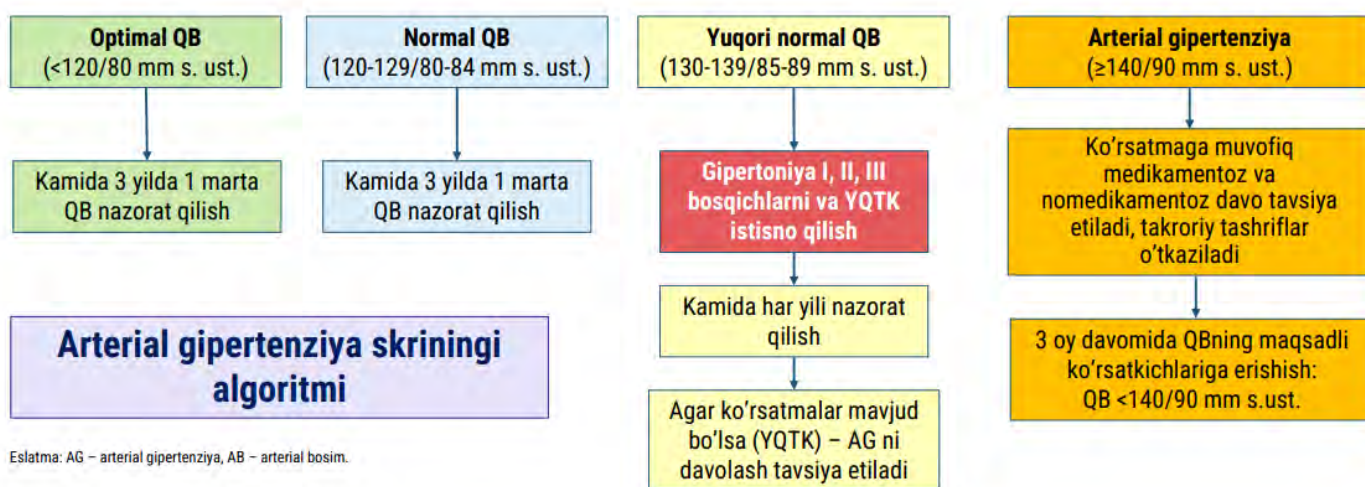 Optimal QB
(<120/80 mm s. ust.)
Kamida 3 yilda 1 marta
QB nazorat qilish
Normal QB
(120-129/80-84 mm s. ust.)
Kamida 3 yilda 1 marta
QB nazorat qilish
Yuqori normal QB
(130-139/85-89 mm s. ust.)
Gipertoniya I, II, III
bosqichlarni va YQTK
istisno qilish
Kamida har yili nazorat
qilish
Agar ko'rsatmalar mavjud
bo'lsa (YQTK) – AG ni
davolash tavsiya etiladi
Arterial gipertenziya
(≥140/90 mm s. ust.)
Ko'rsatmaga muvofiq
medikamentoz va
nomedikamentoz davo tavsiya
etiladi, takroriy tashriflar
o'tkaziladi
3 oy davomida QBning maqsadli
ko'rsatkichlariga erishish:
QB <140/90 mm s.ust.
Arterial gipertenziya skriningi
algoritmi
Eslatma: AG – arterial gipertenziya, AB – arterial bosim.